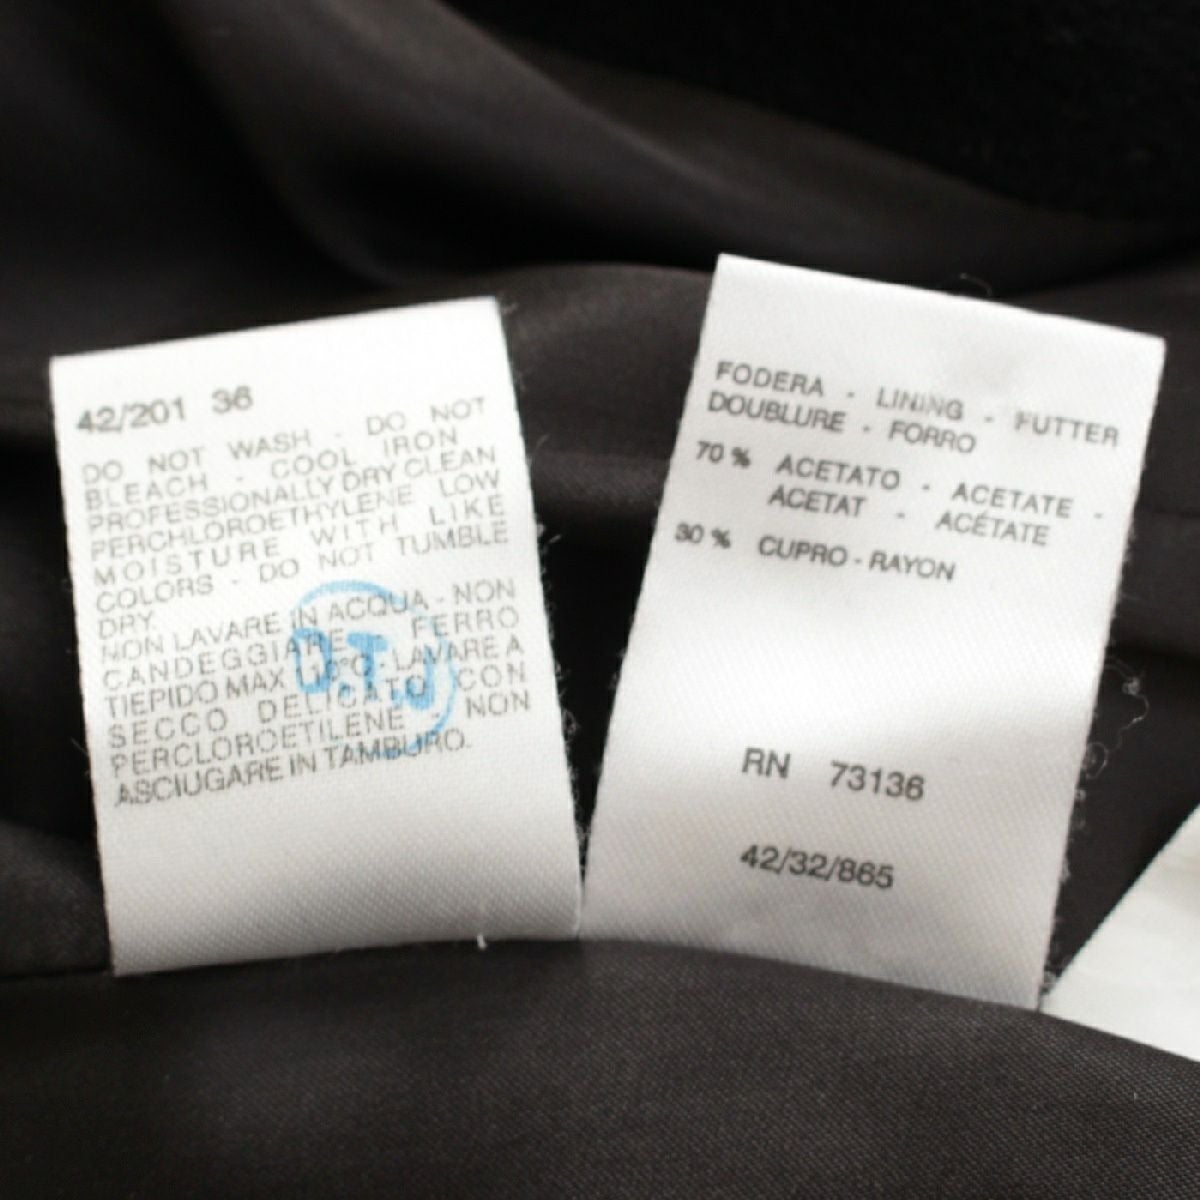 42/201 36
DO NOT WASH - DO NOT
BLEACH - COOL IRON
PROFESSIONALLY DRY CLEAN
PERCHLOROETHYLENE LOW
MOISTURE WITH LIKE
COLORS - DO NOT TUMBLE
DRY.
NON LAVARE IN ACQUA - NON
CANDEGGIARE FERRO
TIEPIDO MAX 110°C - LAVARE A
SECCO DELICATO CON
PERCLOROETILENE - NON
ASCIUGARE IN TAMBURO.
D.T.J
FODERA - LINING - FUTTER
DOUBLURE - FORRO
70 % ACETATO - ACETATE -
ACETAT - ACÉTATE
30 % CUPRO - RAYON
RN 73136
42/32/865